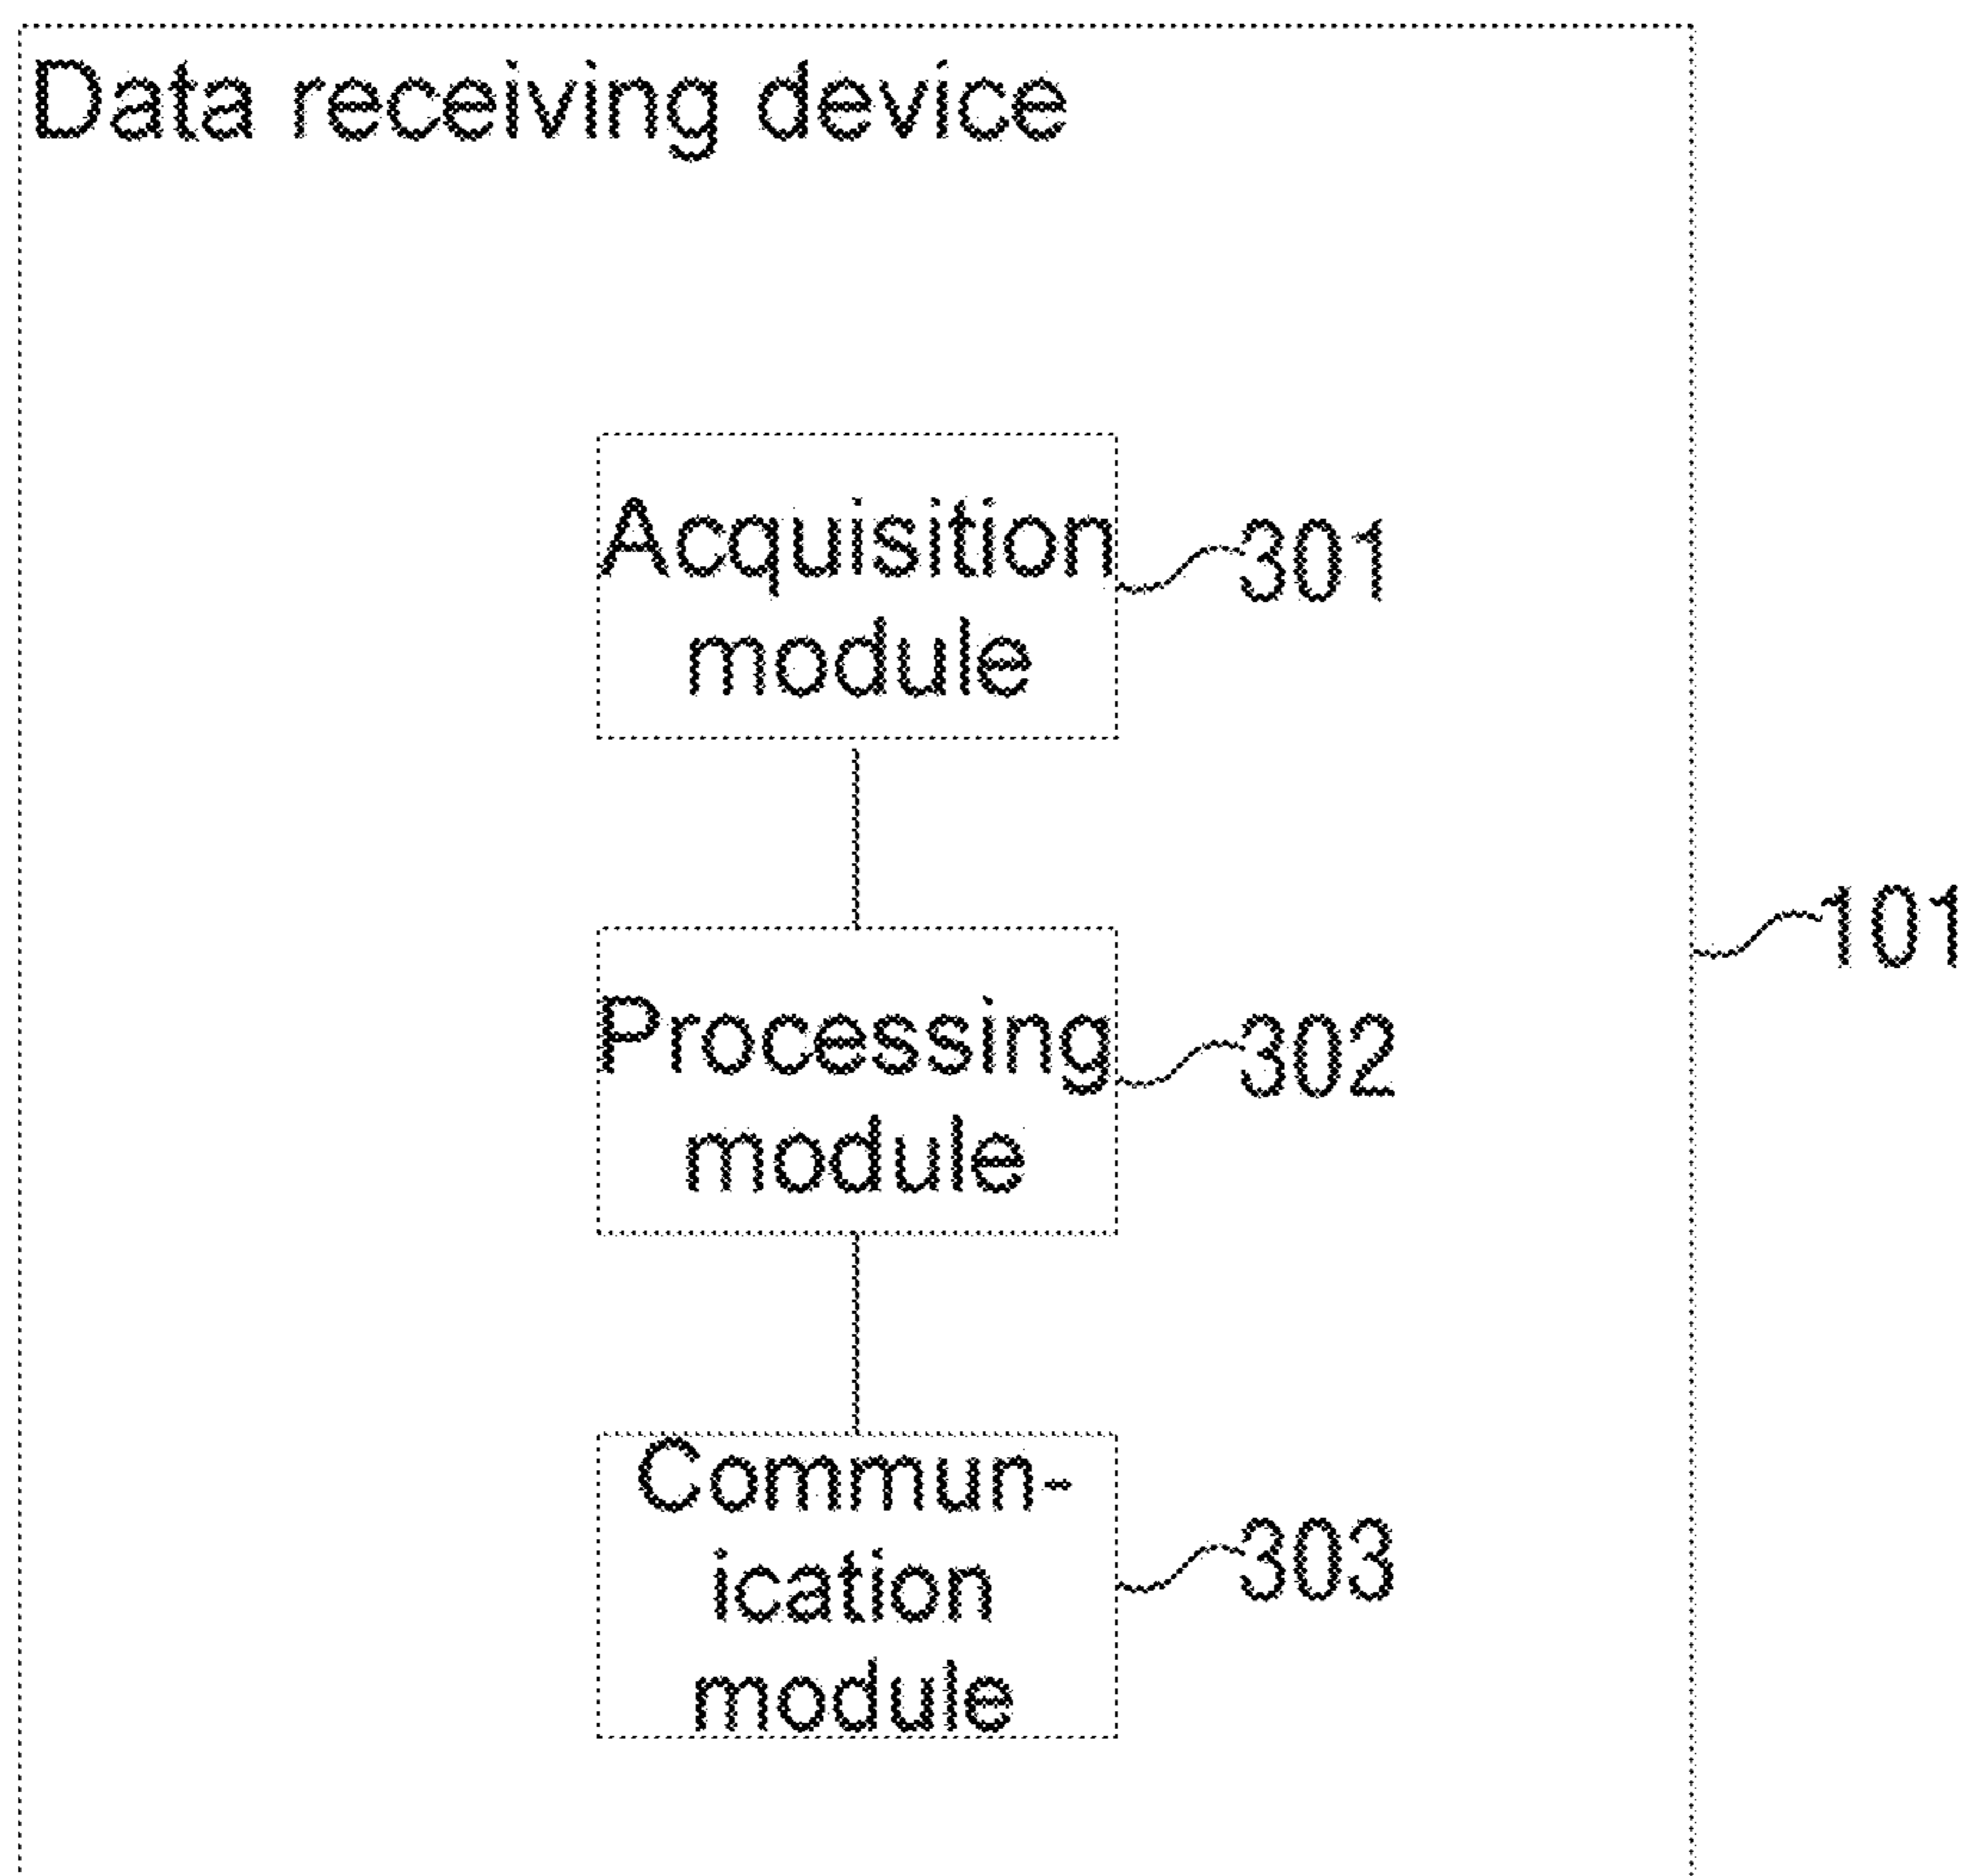 Data receiving device
Acquisition
module
301
Processing
module
302
101
Commun-
ication
module
303